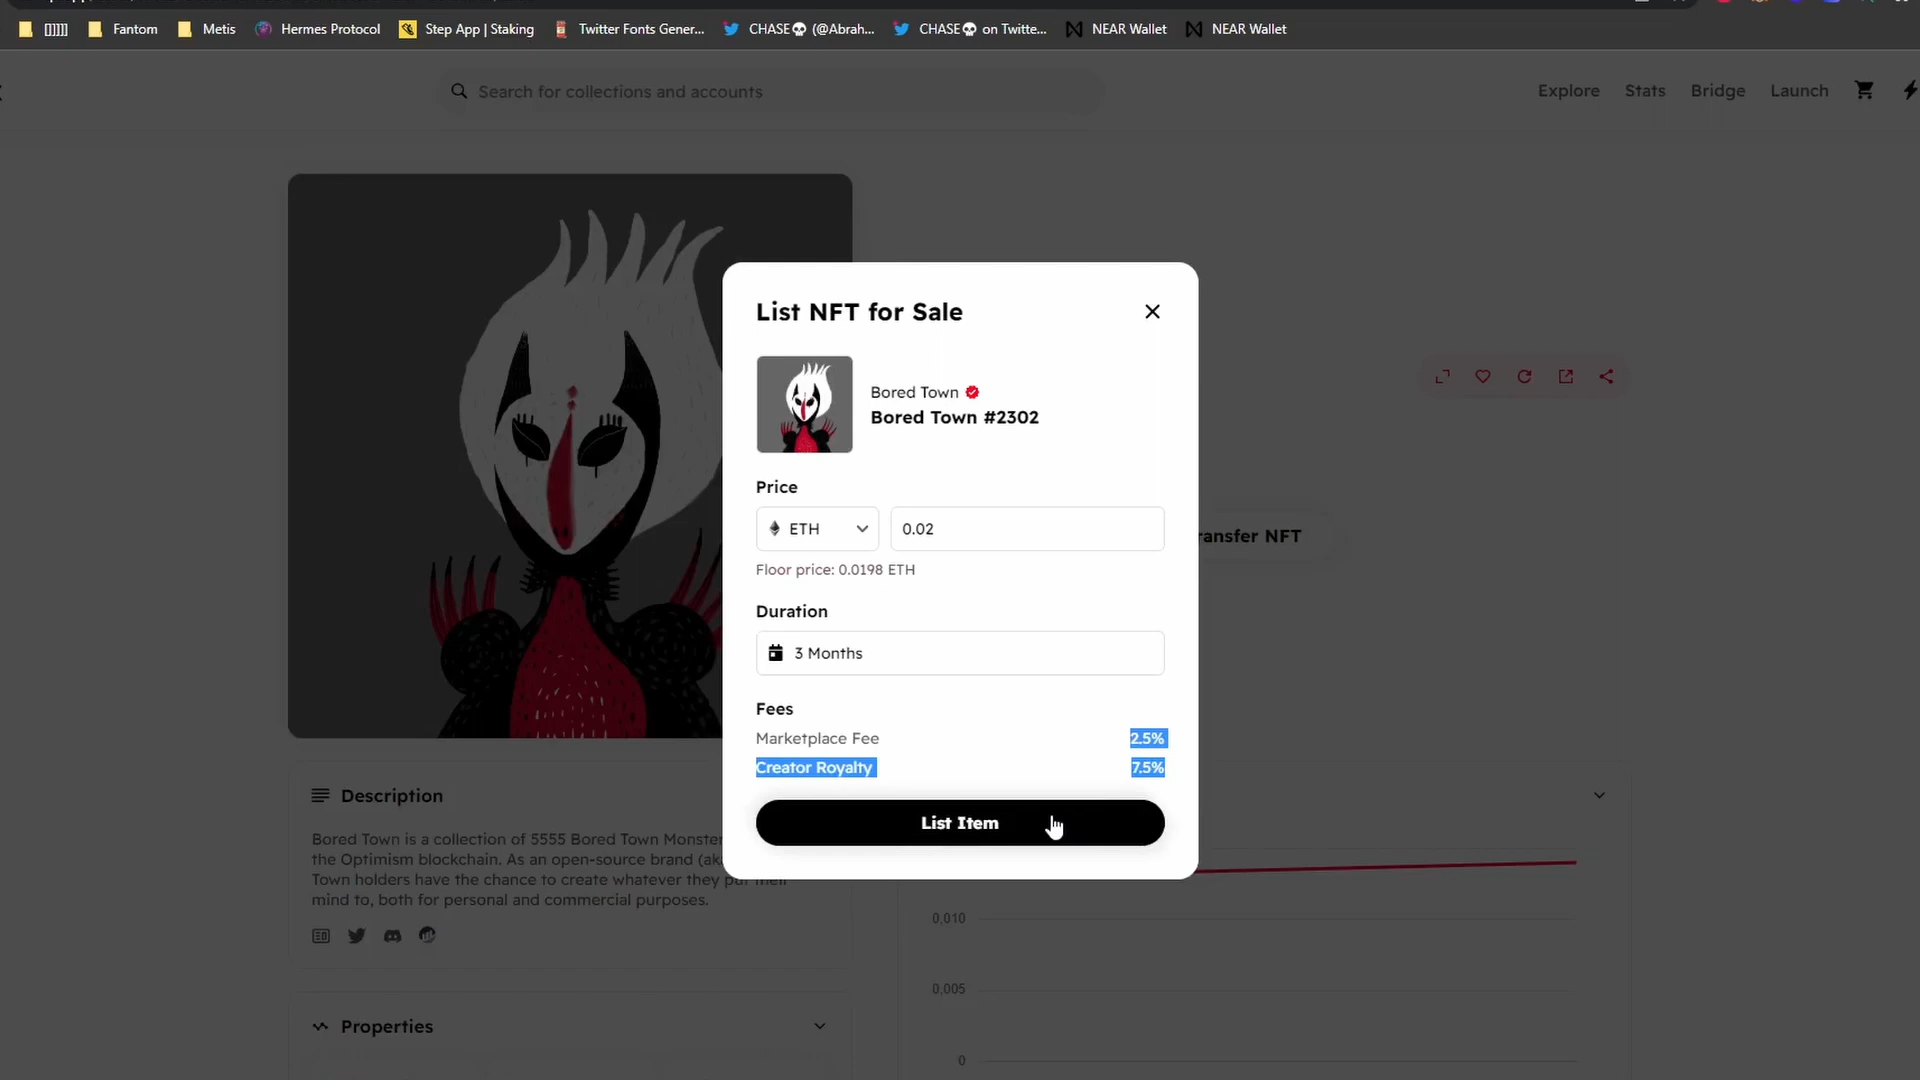 []]]]]
Fantom
Metis
Hermes Protocol
Step App | Staking
Twitter Fonts Gener...
CHASE💀 (@Abrah...
CHASE💀 on Twitte...
NEAR Wallet
NEAR Wallet
Search for collections and accounts
Explore
Stats
Bridge
Launch
List NFT for Sale
Bored Town
Bored Town #2302
Price
ETH
0.02
Floor price: 0.0198 ETH
ransfer NFT
Duration
3 Months
Fees
Marketplace Fee 2.5%
Creator Royalty 7.5%
List Item
Description
Bored Town is a collection of 5555 Bored Town Monster
the Optimism blockchain. As an open-source brand (ak
Town holders have the chance to create whatever they put their
mind to, both for personal and commercial purposes.
Properties
0,010
0,005
0